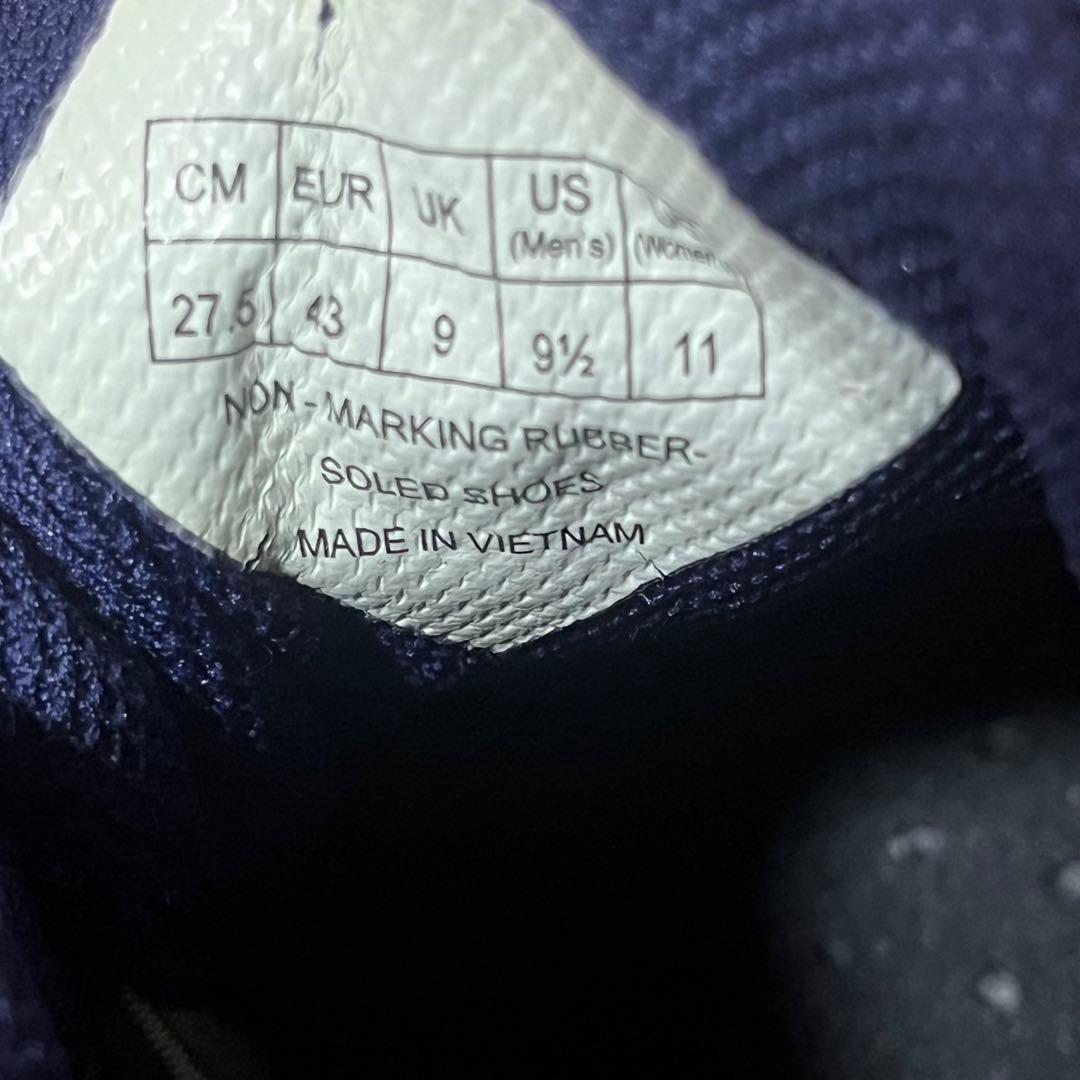 CM EUR UK US (Men's) (Women
27.5 43 9 9½ 11
NON-MARKING RUBBER-
SOLED SHOES
MADE IN VIETNAM